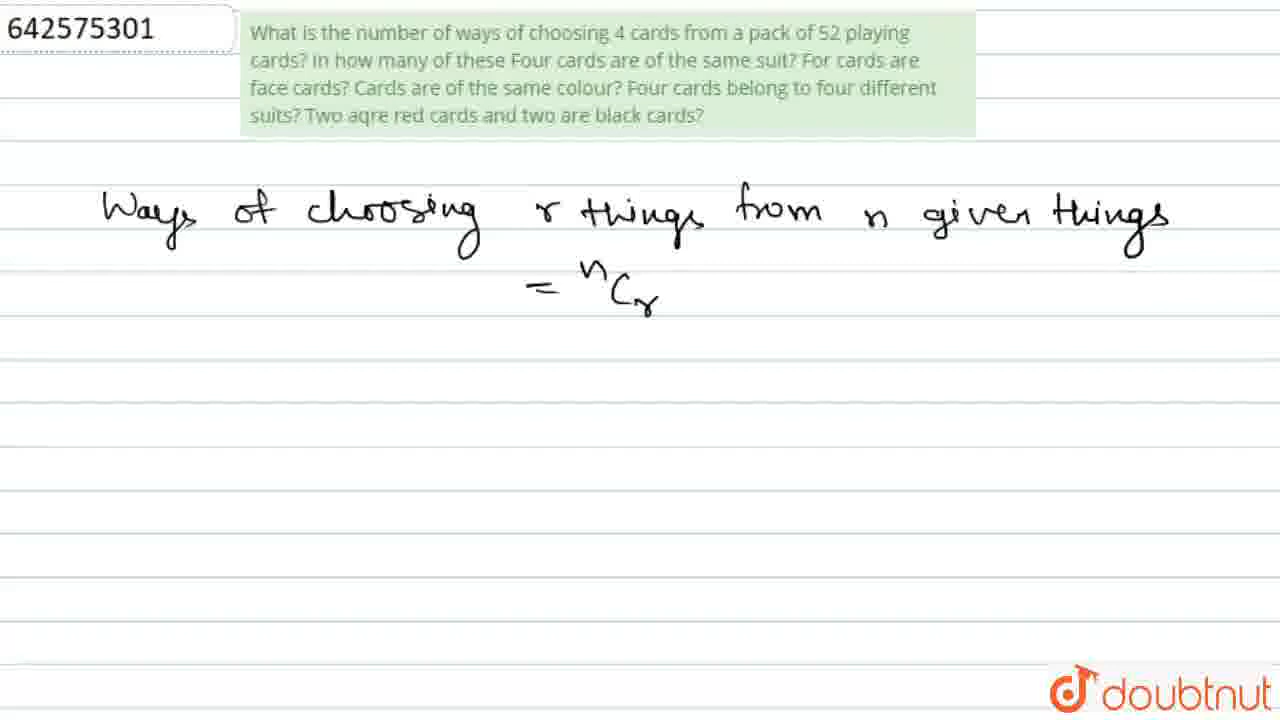 642575301
What is the number of ways of choosing 4 cards from a pack of 52 playing
cards? In how many of these Four cards are of the same suit? For cards are
face cards? Cards are of the same colour? Four cards belong to four different
suits? Two aqre red cards and two are black cards?
Ways of choosing r things from n given things
= ⁿCᵣ
doubtnut